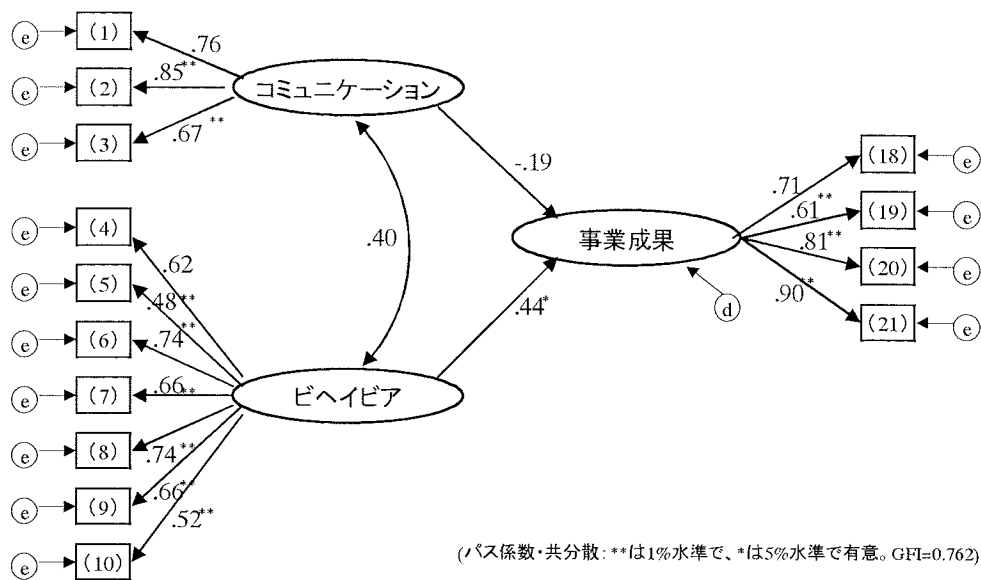 e (1) .76
e (2) .85**
e (3) .67**
コミュニケーション
-.19
.40
e (4) .62
e (5) .48**
e (6) .74**
e (7) .66**
e (8) .74**
e (9) .66**
e (10) .52**
ビヘイビア
.44*
事業成果
d
.71 (18) e
.61** (19) e
.81** (20) e
.90** (21) e
(パス係数・共分散: **は1%水準で、*は5%水準で有意。GFI=0.762)